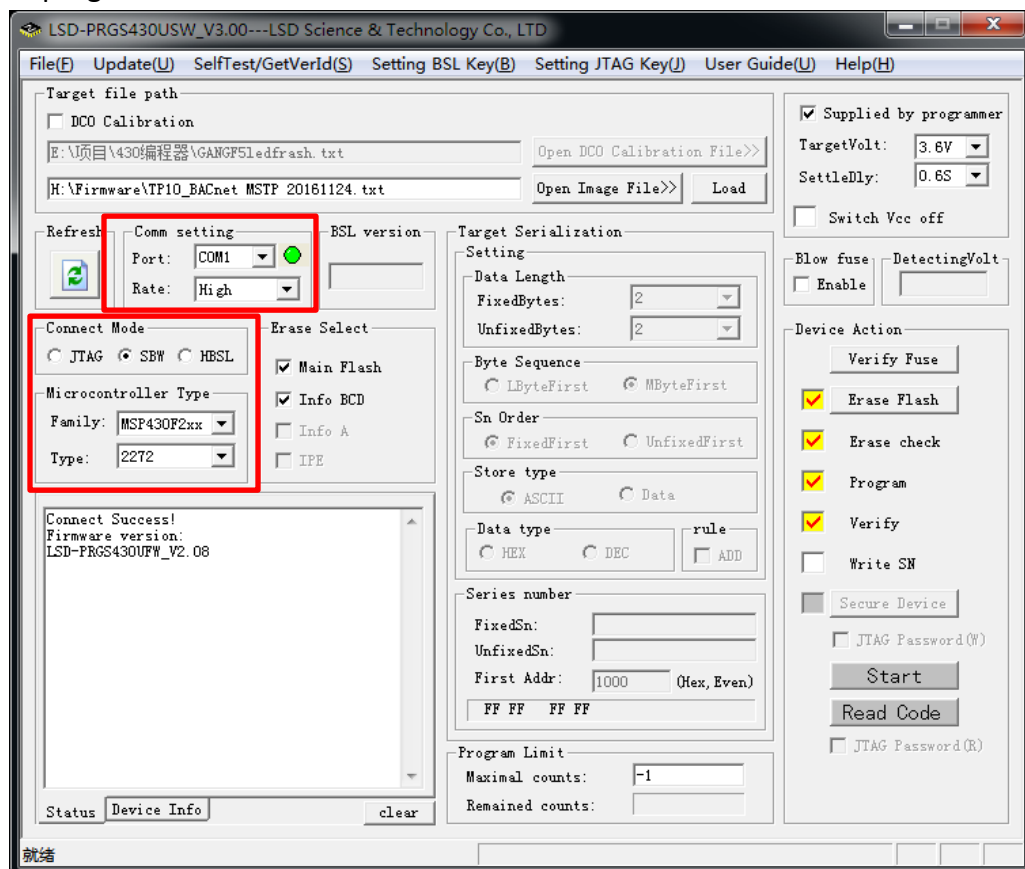 LSD-PRGS430USW_V3.00---LSD Science & Technology Co., LTD
File(F) Update(U) SelfTest/GetVerId(S) Setting BSL Key(B) Setting JTAG Key(J) User Guide(U) Help(H)
Target file path
DCO Calibration
E:\I项目\430编程器\GANGF5ledfrash.txt
Open DCO Calibration File>>
H:\Firmware\TP10_BACnet MSTP 20161124.txt
Open Image File>>
Load
Supplied by programmer
TargetVolt: 3.6V
SettleDly: 0.6S
Switch Vcc off
Refresh
Comm setting
Port: COM1
Rate: High
BSL version
Connect Mode
JTAG SBW HBSL
Microcontroller Type
Family: MSP430F2xx
Type: 2272
Erase Select
Main Flash
Info BCD
Info A
IPE
Connect Success!
Firmware version:
LSD-PRGS430UFW_V2.08
Status Device Info clear
Target Serialization
Setting
Data Length
FixedBytes: 2
UnfixedBytes: 2
Byte Sequence
LByteFirst MByteFirst
Sn Order
FixedFirst UnfixedFirst
Store type
ASCII Data
Data type
HEX DEC
rule
ADD
Series number
FixedSn:
UnfixedSn:
First Addr: 1000 (Hex, Even)
FF FF FF FF
Program Limit
Maximal counts: -1
Remained counts:
Blow fuse
Enable
DetectingVolt
Device Action
Verify Fuse
Erase Flash
Erase check
Program
Verify
Write SN
Secure Device
JTAG Password(W)
Start
Read Code
JTAG Password(R)
就绪